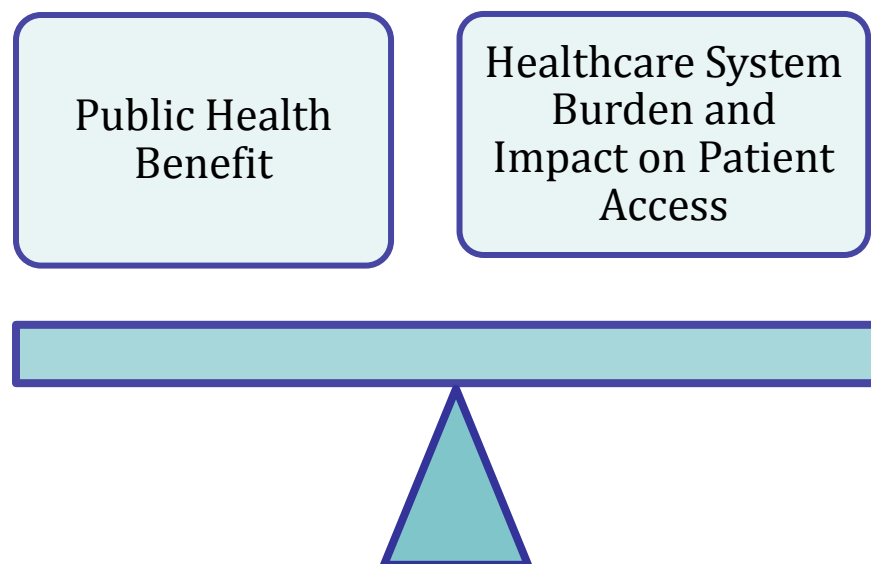 Public Health
Benefit
Healthcare System
Burden and
Impact on Patient
Access